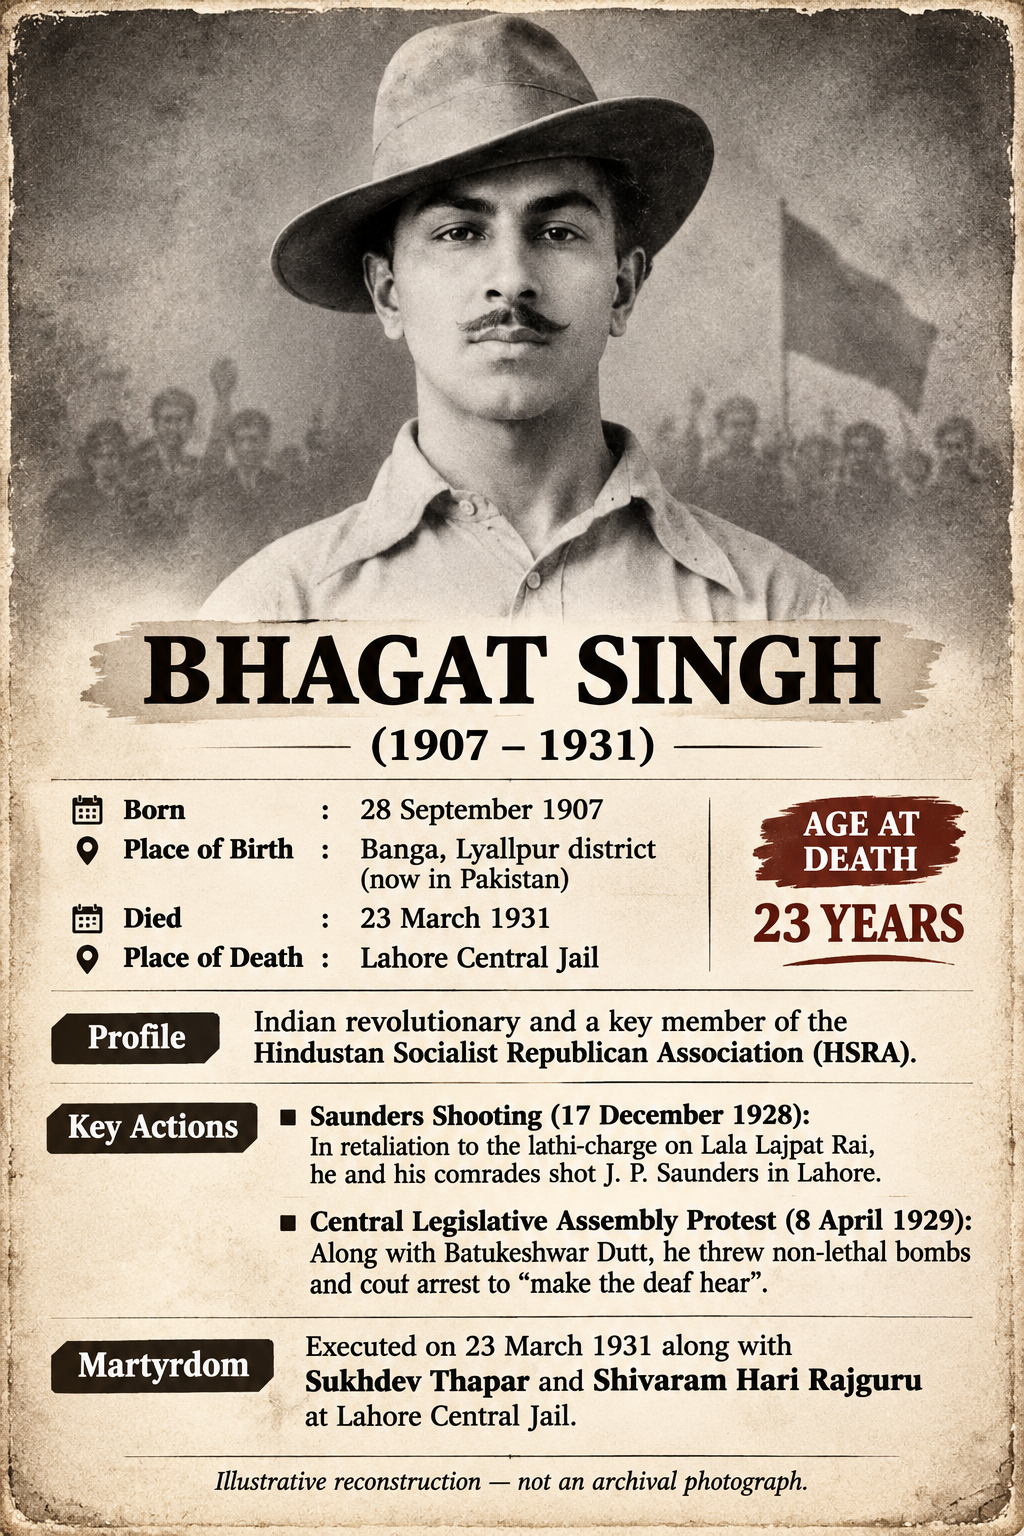 BHAGAT SINGH
(1907 – 1931)
Born : 28 September 1907
Place of Birth : Banga, Lyallpur district
(now in Pakistan)
Died : 23 March 1931
Place of Death : Lahore Central Jail
AGE AT
DEATH
23 YEARS
Profile
Indian revolutionary and a key member of the
Hindustan Socialist Republican Association (HSRA).
Key Actions
■ Saunders Shooting (17 December 1928):
In retaliation to the lathi-charge on Lala Lajpat Rai,
he and his comrades shot J. P. Saunders in Lahore.
■ Central Legislative Assembly Protest (8 April 1929):
Along with Batukeshwar Dutt, he threw non-lethal bombs
and couf arrest to “make the deaf hear”.
Martyrdom
Executed on 23 March 1931 along with
Sukhdev Thapar and Shivaram Hari Rajguru
at Lahore Central Jail.
Illustrative reconstruction — not an archival photograph.